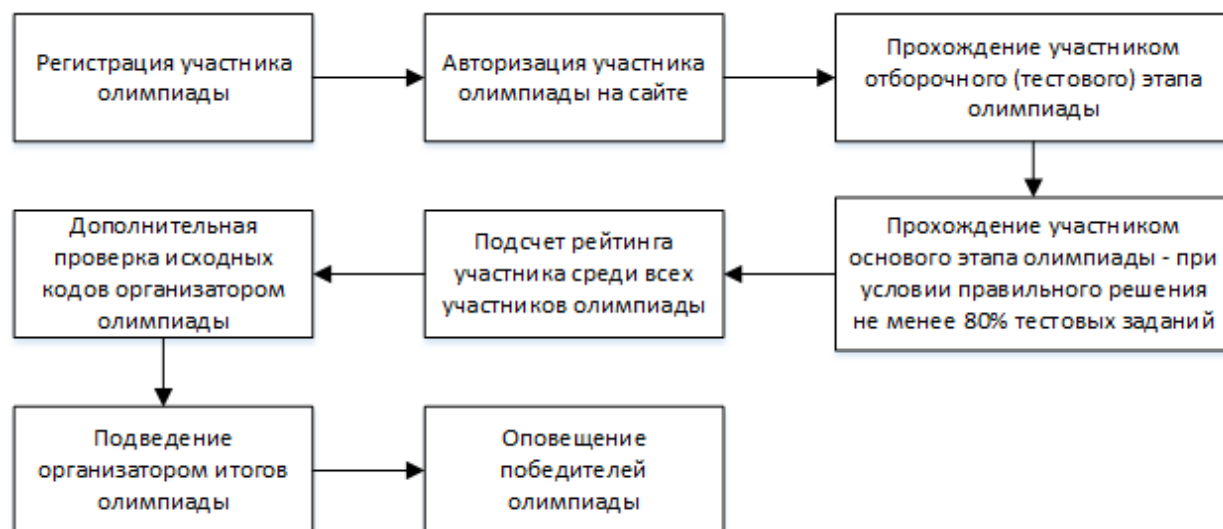 Регистрация участника
олимпиады
Авторизация участника
олимпиады на сайте
Прохождение участником
отборочного (тестового) этапа
олимпиады
Прохождение участником
основого этапа олимпиады - при
условии правильного решения
не менее 80% тестовых заданий
Подсчет рейтинга
участника среди всех
участников олимпиады
Дополнительная
проверка исходных
кодов организатором
олимпиады
Подведение
организатором итогов
олимпиады
Оповещение
победителей
олимпиады